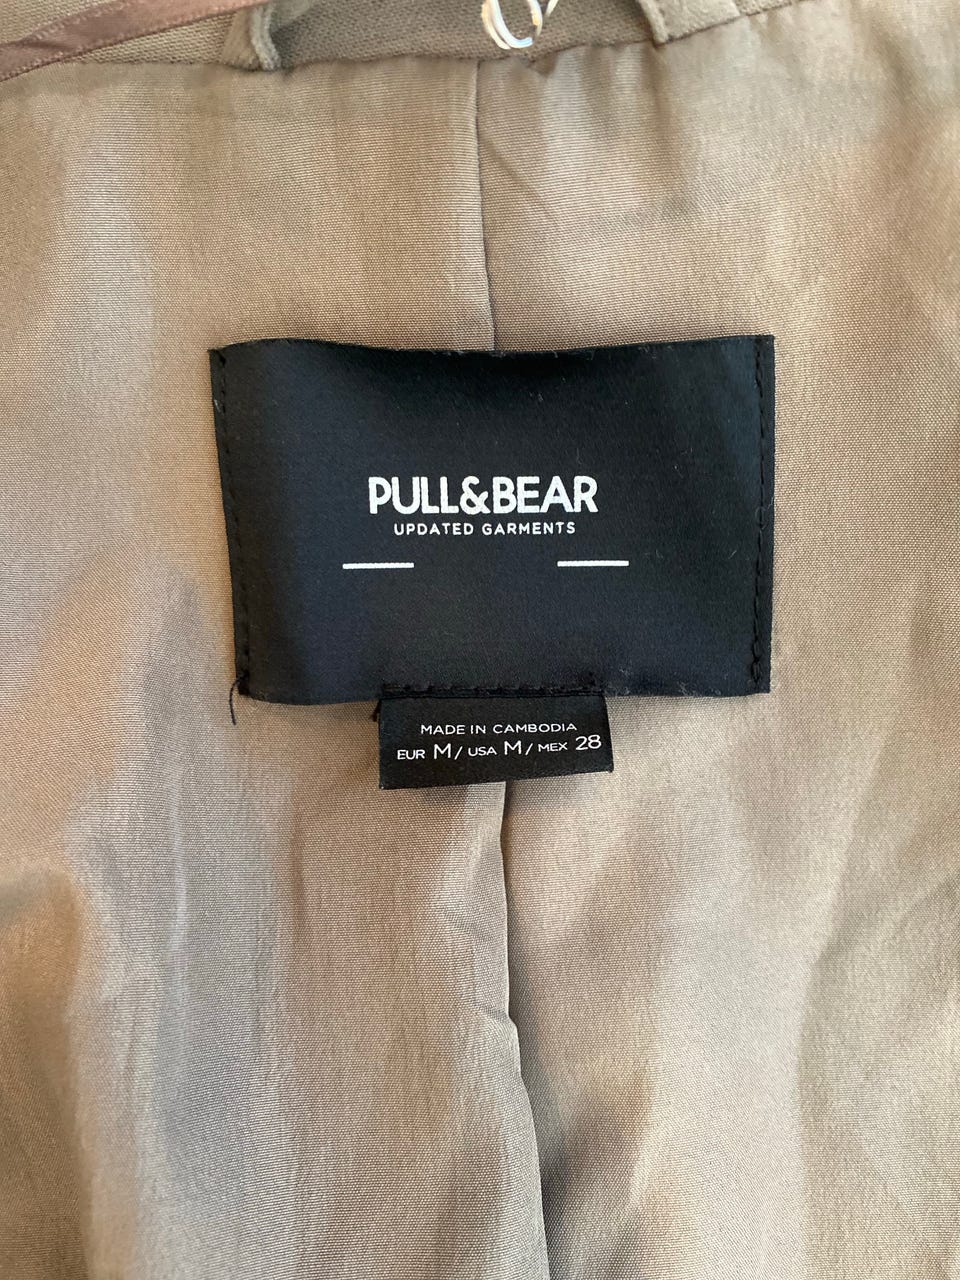 PULL&BEAR
UPDATED GARMENTS
MADE IN CAMBODIA
EUR M/ USA M/ MEX 28